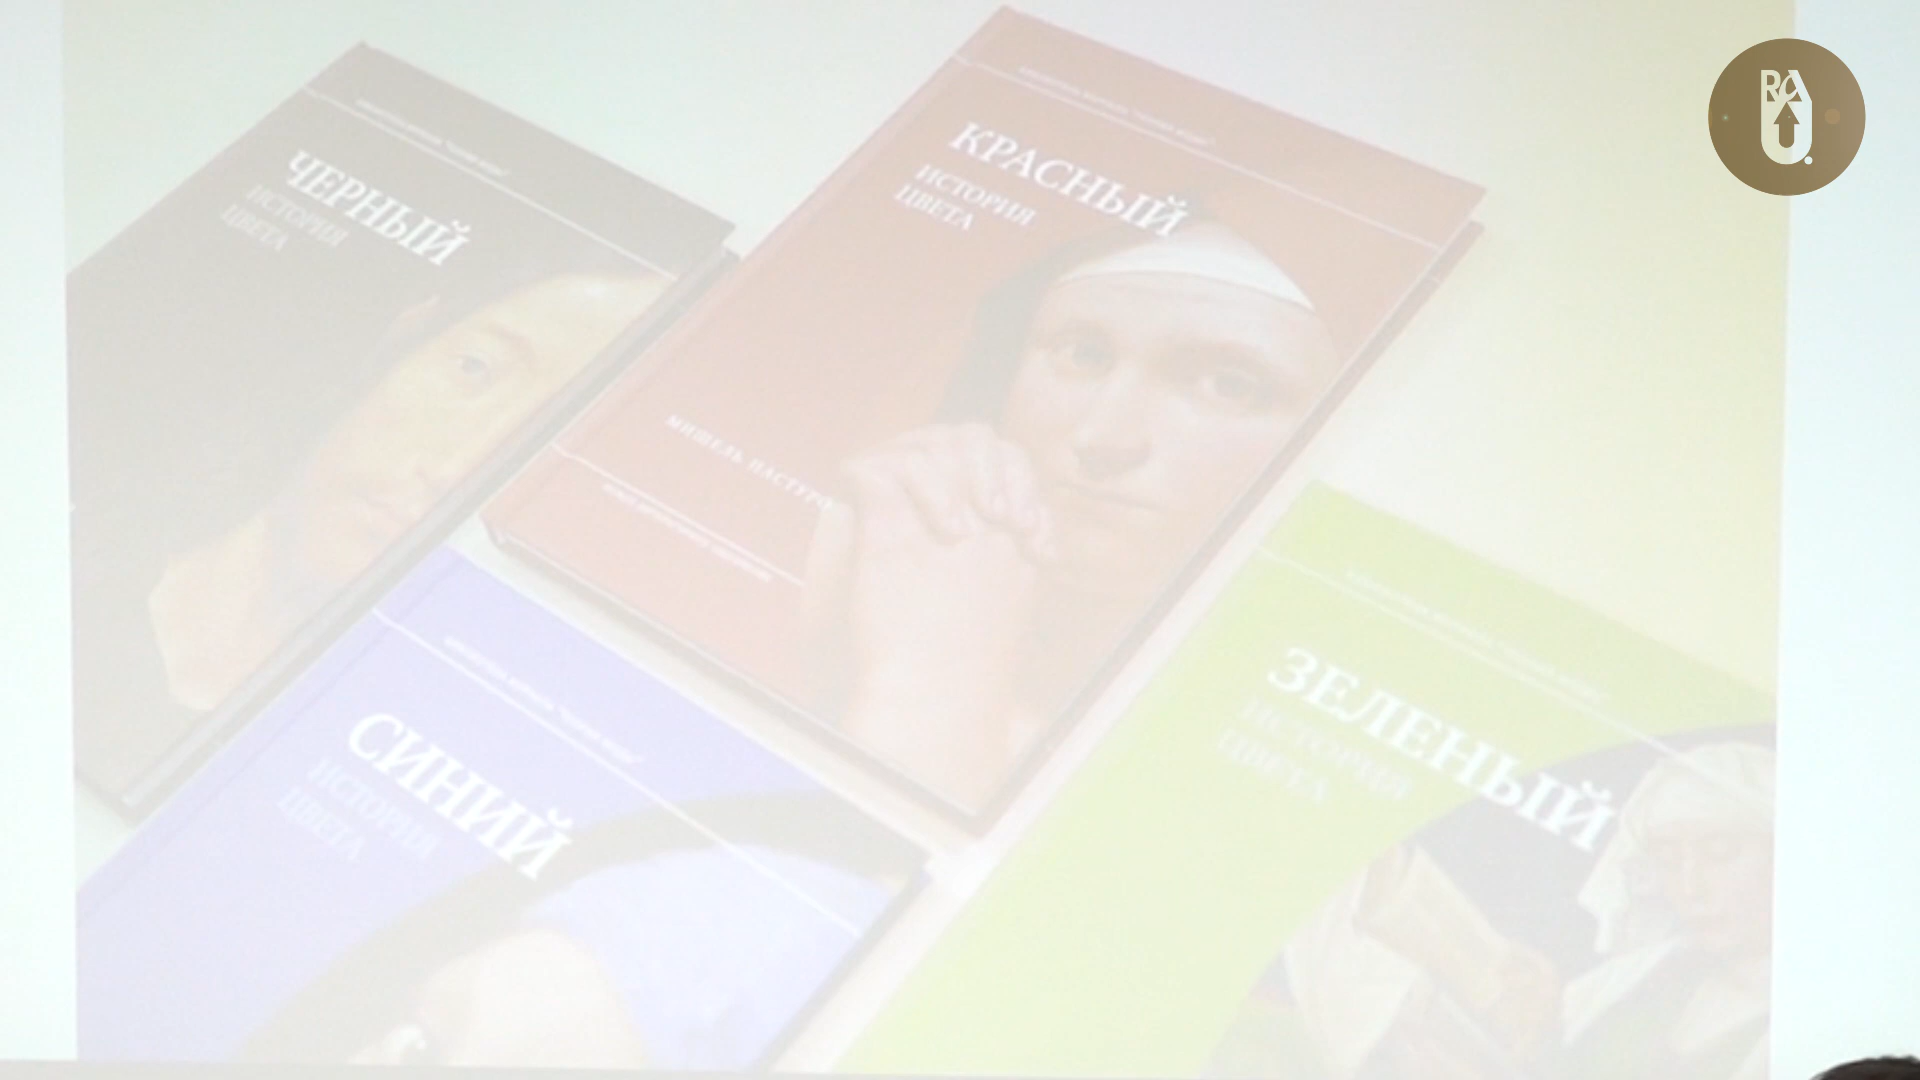 ЧЕРНЫЙ
ИСТОРИЯ
ЦВЕТА
КРАСНЫЙ
ИСТОРИЯ
ЦВЕТА
МИШЕЛЬ ПАСТУРО
СИНИЙ
ИСТОРИЯ
ЦВЕТА
ЗЕЛЕНЫЙ
ИСТОРИЯ
ЦВЕТА